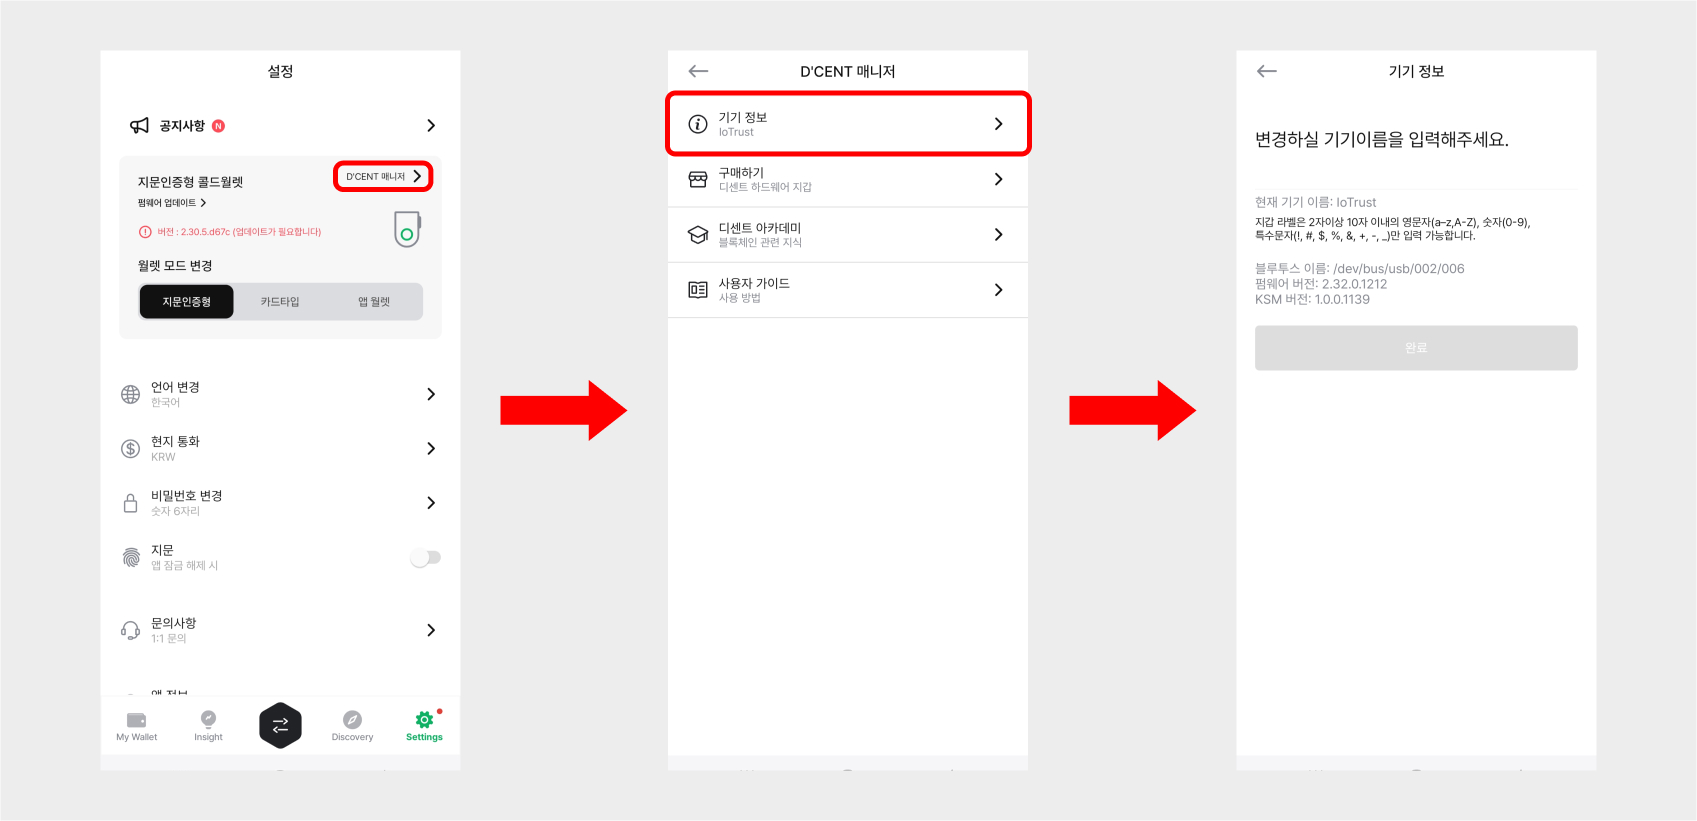 설정
공지사항 N
지문인증형 콜드월렛
D'CENT 매니저
펌웨어 업데이트
버전 : 2.30.5.d67c (업데이트가 필요합니다)
월렛 모드 변경
지문인증형
카드타입
앱 월렛
언어 변경
한국어
현지 통화
KRW
비밀번호 변경
숫자 6자리
지문
앱 잠금 해제 시
문의사항
1:1 문의
My Wallet
Insight
Discovery
Settings
D'CENT 매니저
기기 정보
IoTrust
구매하기
디센트 하드웨어 지갑
디센트 아카데미
블록체인 관련 지식
사용자 가이드
사용 방법
기기 정보
변경하실 기기이름을 입력해주세요.
현재 기기 이름: IoTrust
지갑 라벨은 2자이상 10자 이내의 영문자(a–z,A-Z), 숫자(0-9),
특수문자(!, #, $, %, &, +, -, _)만 입력 가능합니다.
블루투스 이름: /dev/bus/usb/002/006
펌웨어 버전: 2.32.0.1212
KSM 버전: 1.0.0.1139
완료